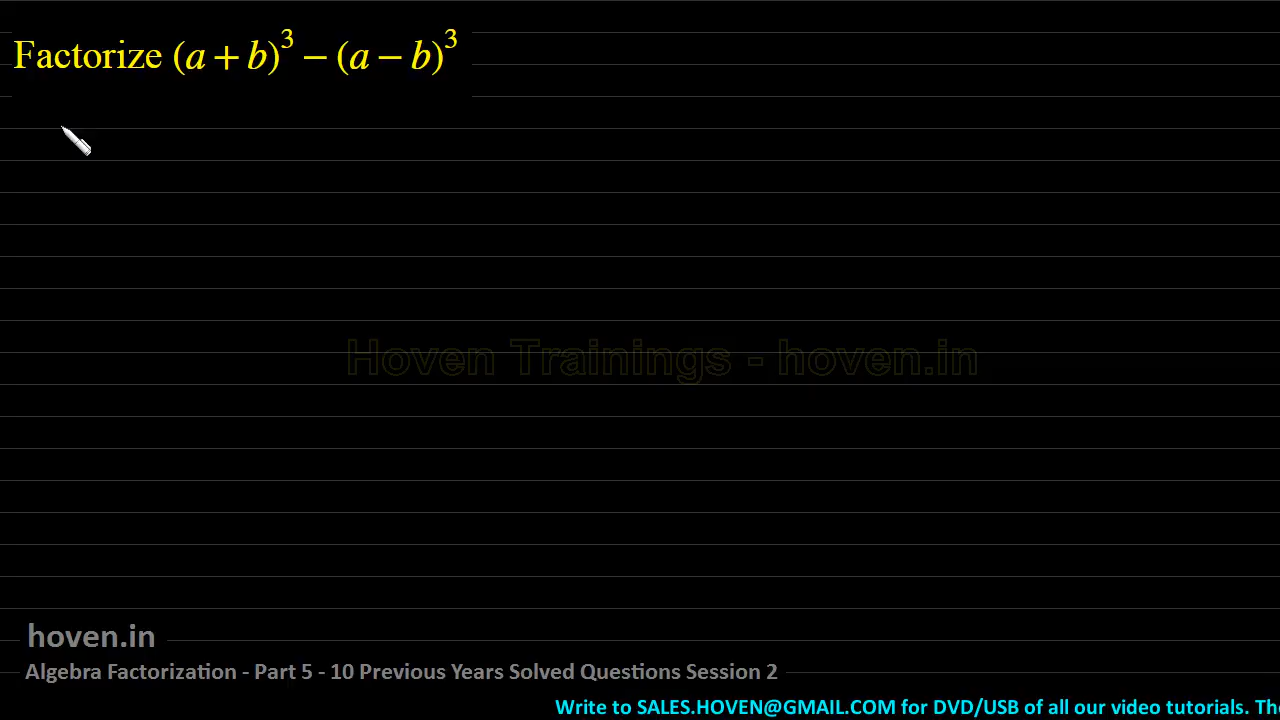 Factorize (a + b)³ − (a − b)³
Hoven Trainings - hoven.in
hoven.in
Algebra Factorization - Part 5 - 10 Previous Years Solved Questions Session 2
Write to SALES.HOVEN@GMAIL.COM for DVD/USB of all our video tutorials. The